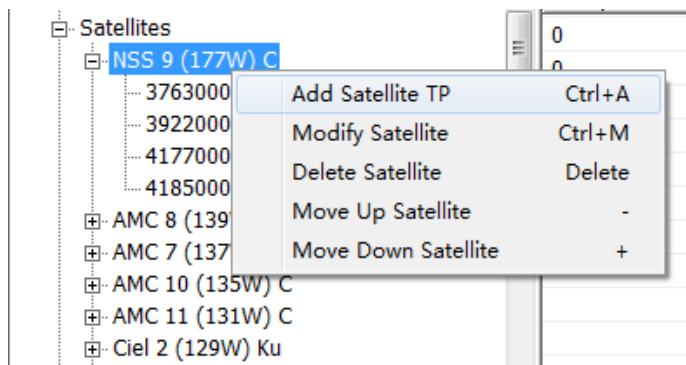 Satellites
0
NSS 9 (177W) C
3763000
Add Satellite TP Ctrl+A
3922000
Modify Satellite Ctrl+M
4177000
Delete Satellite Delete
4185000
Move Up Satellite -
AMC 8 (139
AMC 7 (137
Move Down Satellite +
AMC 10 (135W) C
AMC 11 (131W) C
Ciel 2 (129W) Ku